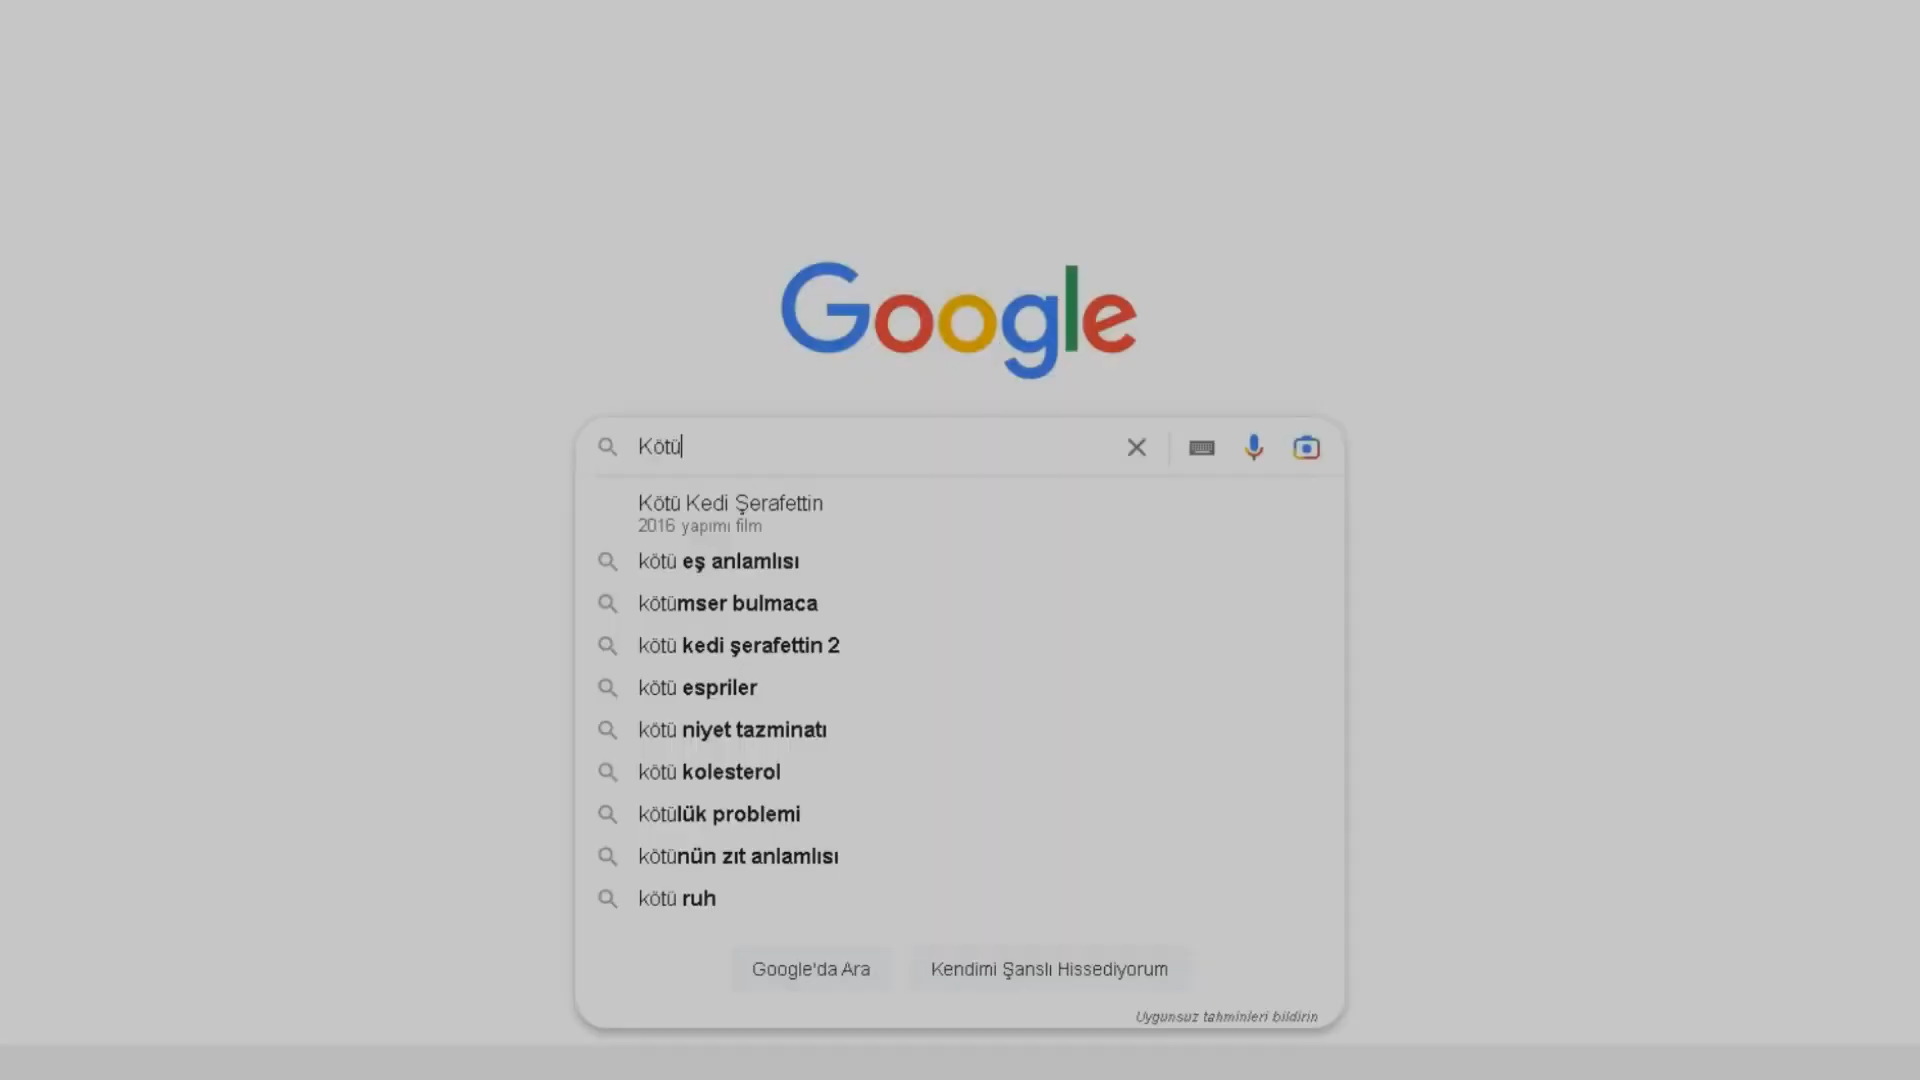 Google
Kötü
Kötü Kedi Şerafettin
2016 yapımı film
kötü eş anlamlısı
kötümser bulmaca
kötü kedi şerafettin 2
kötü espriler
kötü niyet tazminatı
kötü kolesterol
kötülük problemi
kötünün zıt anlamlısı
kötü ruh
Google'da Ara
Kendimi Şanslı Hissediyorum
Uygunsuz tahminleri bildirin